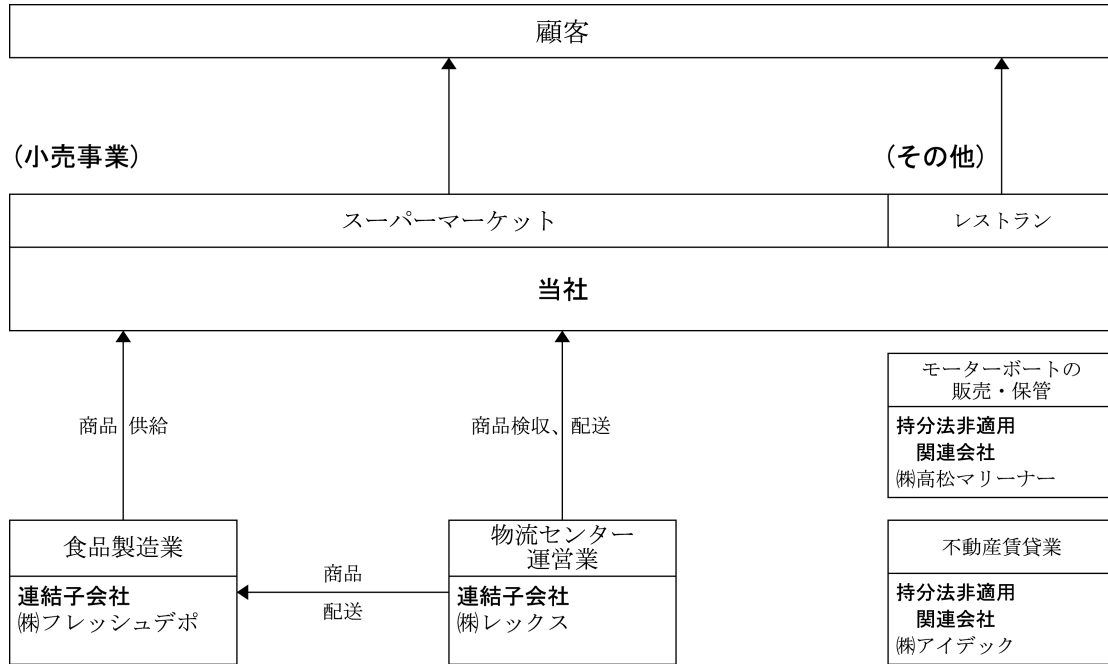 顧客
(小売事業)
(その他)
スーパーマーケット
レストラン
当社
商品 供給
商品検収、配送
モーターボートの
販売・保管
持分法非適用
関連会社
㈱高松マリーナー
食品製造業
連結子会社
㈱フレッシュデポ
商品
配送
物流センター
運営業
連結子会社
㈱レックス
不動産賃貸業
持分法非適用
関連会社
㈱アイデック